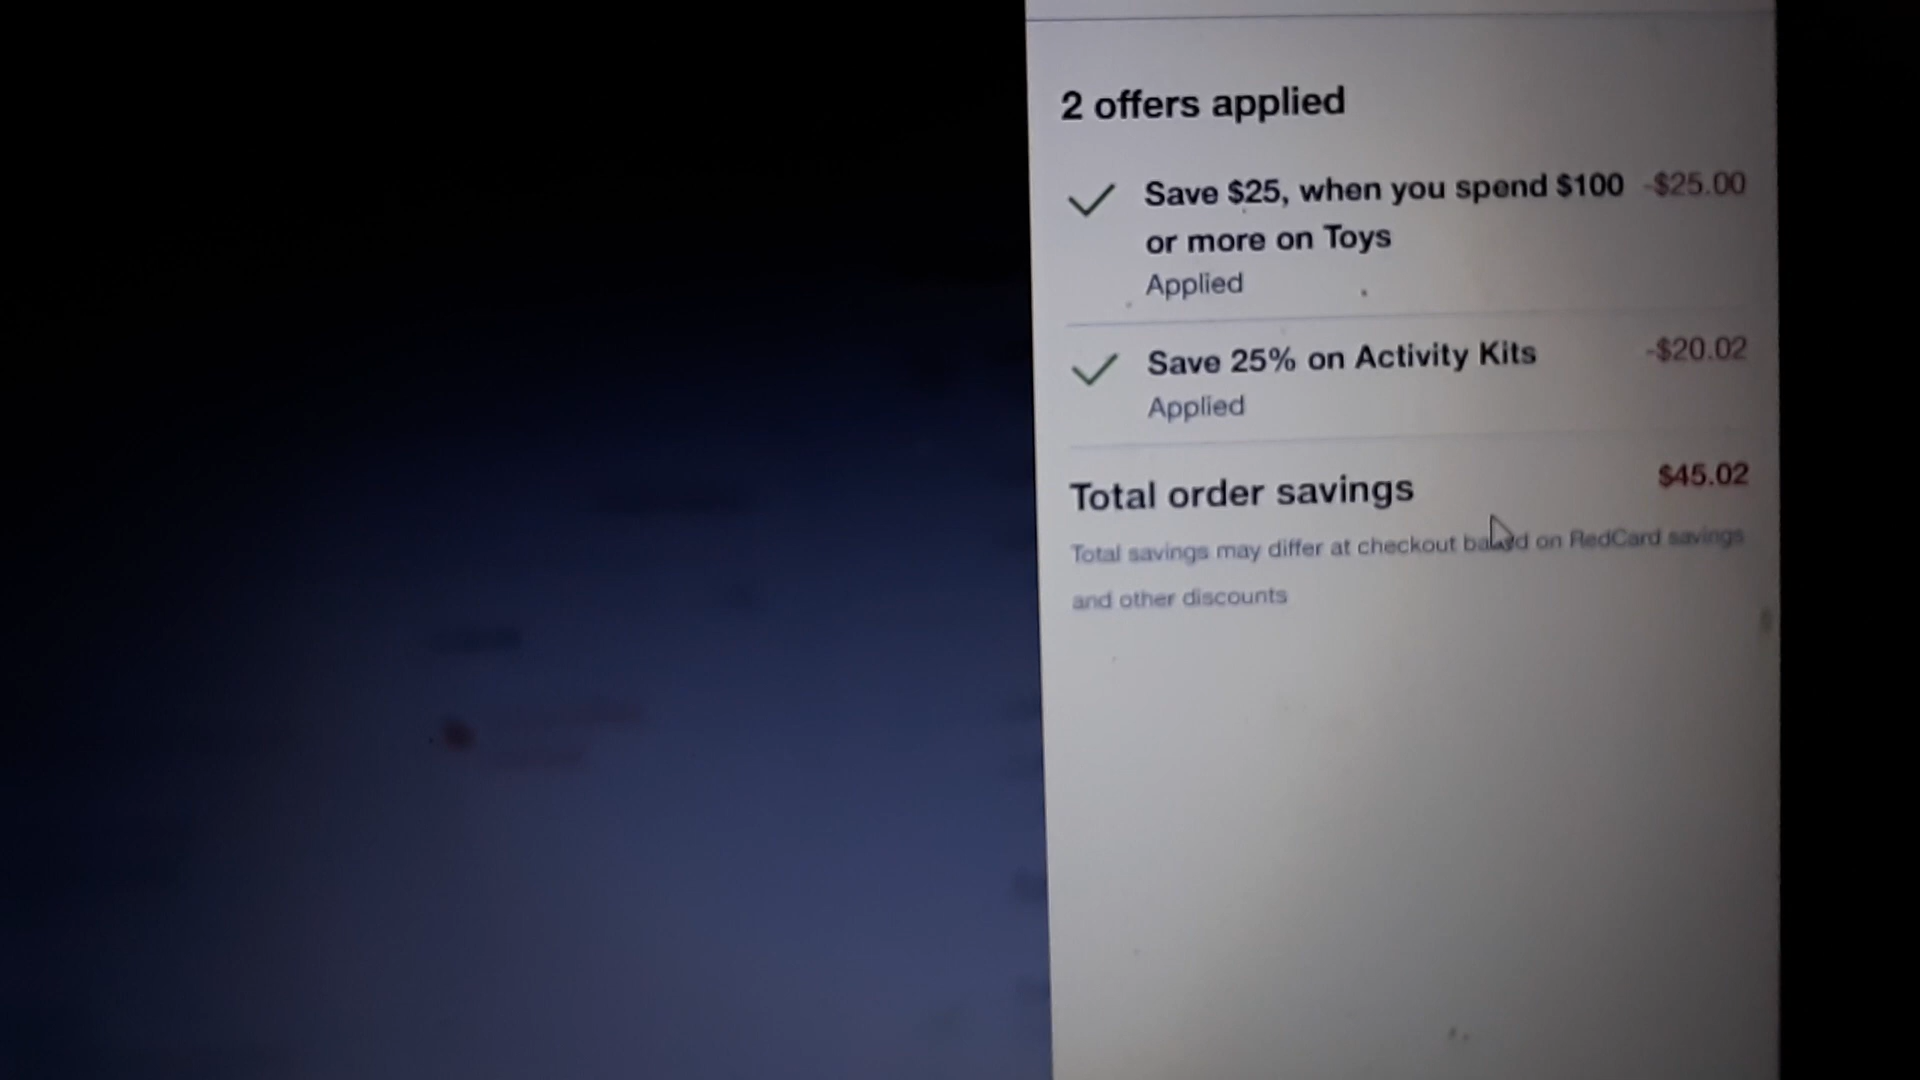 2 offers applied
Save $25, when you spend $100 -$25.00
or more on Toys
Applied
Save 25% on Activity Kits -$20.02
Applied
Total order savings $45.02
Total savings may differ at checkout based on RedCard savings
and other discounts